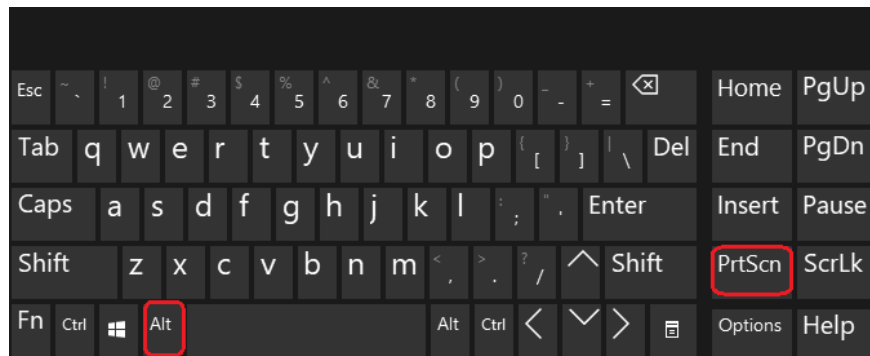 Esc ~ ` ! 1 @ 2 # 3 $ 4 % 5 ^ 6 & 7 * 8 ( 9 ) 0 _ - + = Home PgUp
Tab q w e r t y u i o p { [ } ] | \ Del End PgDn
Caps a s d f g h j k l : ; " ' Enter Insert Pause
Shift z x c v b n m < , > . ? / Shift PrtScn ScrLk
Fn Ctrl Alt Alt Ctrl Options Help